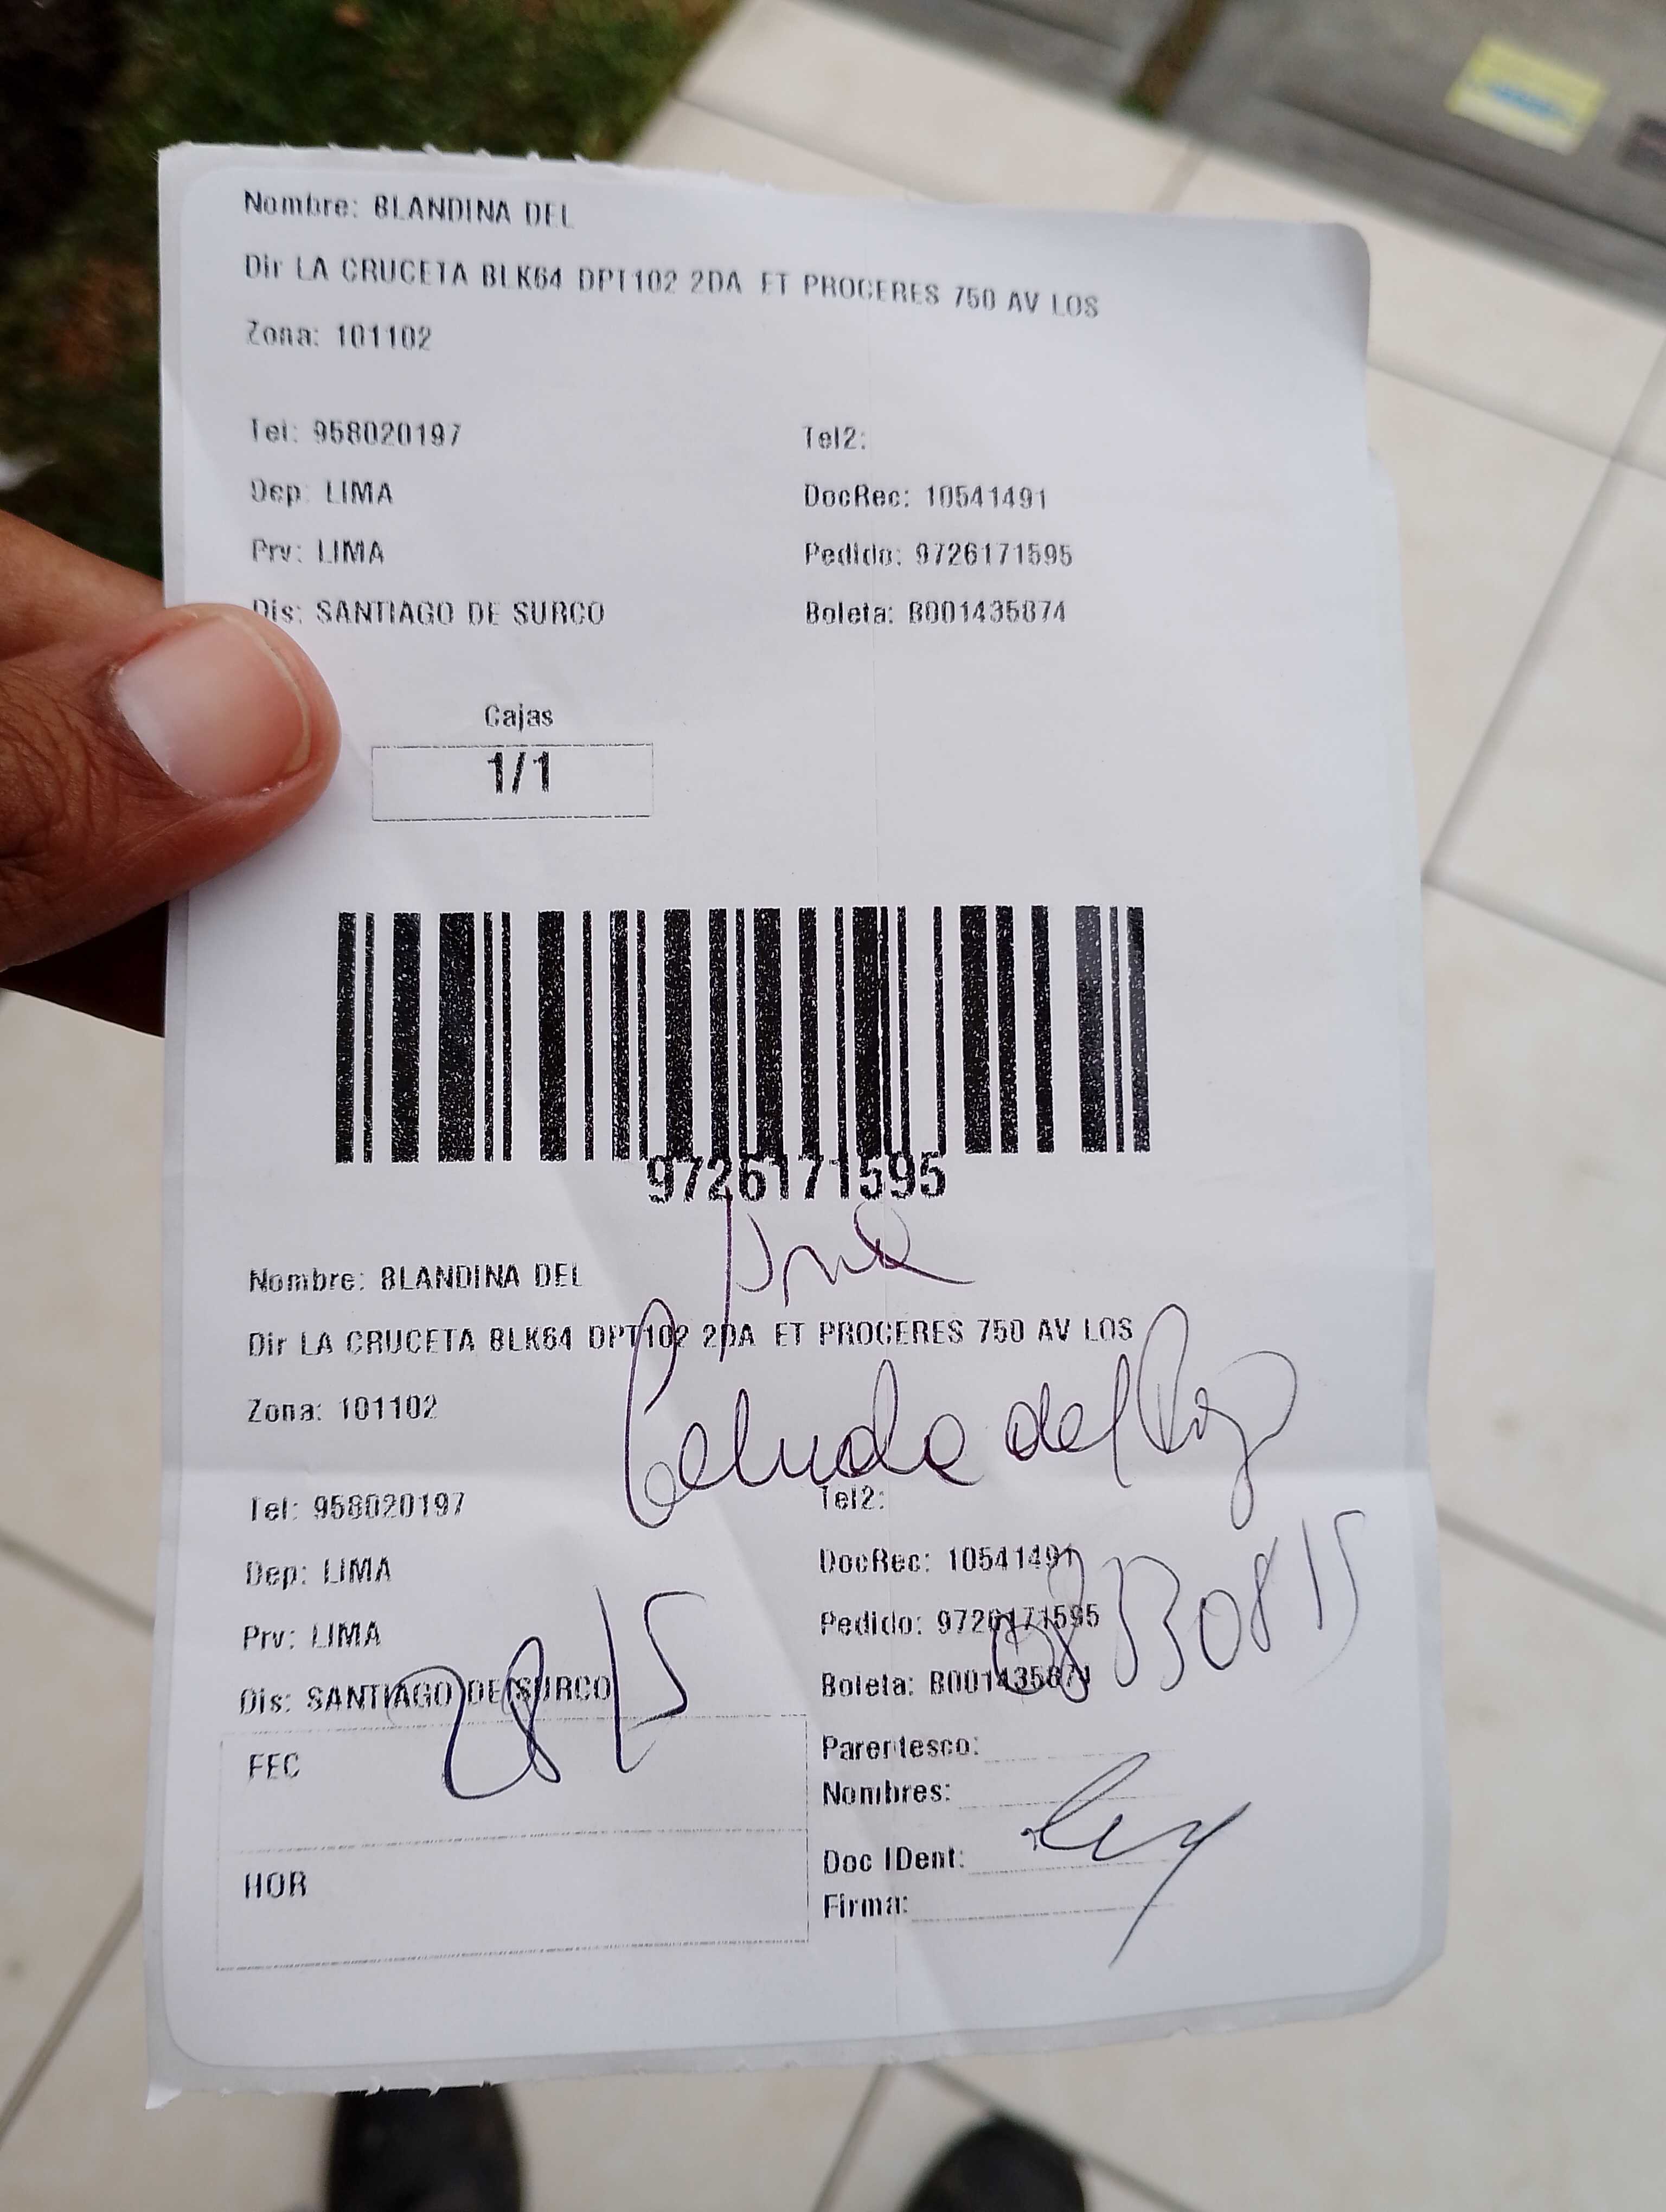 Nombre: BLANDINA DEL
Dir LA CRUCETA BLK64 DPT102 2DA ET PROCERES 750 AV LOS
Zona: 101102
Tel: 958020197 Tel2:
Dep: LIMA DocRec: 10541491
Prv: LIMA Pedido: 9726171595
Dis: SANTIAGO DE SURCO Boleta: B001435874
Cajas
1/1
9726171595
Nombre: BLANDINA DEL
Dir LA CRUCETA BLK64 DPT102 2DA ET PROCERES 750 AV LOS
Zona: 101102
del
Tel: 958020197 Tel2:
Dep: LIMA DocRec: 10541491
Prv: LIMA Pedido: 9726171595
Dis: SANTIAGO DE SURCO Boleta: B001435874
FEC Parentesco:
Nombres:
HOR Doc IDent:
Firma: